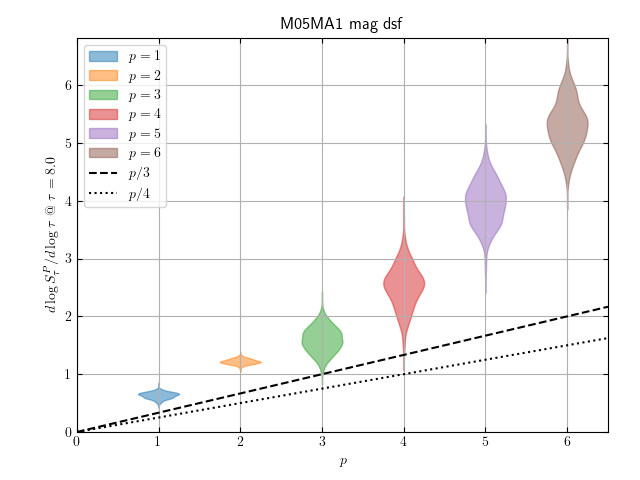 M05MA1 mag dsf
p = 1
p = 2
p = 3
p = 4
p = 5
p = 6
p/3
p/4
d log S_τ^P / d log τ @ τ = 8.0
6
5
4
3
2
1
0
0 1 2 3 4 5 6
p